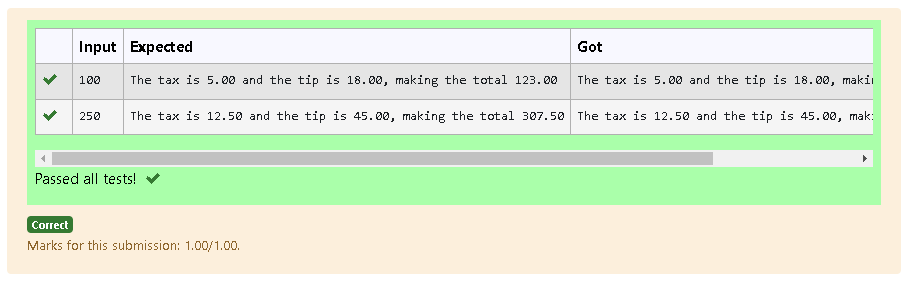 Input Expected Got
100 The tax is 5.00 and the tip is 18.00, making the total 123.00 The tax is 5.00 and the tip is 18.00,
250 The tax is 12.50 and the tip is 45.00, making the total 307.50 The tax is 12.50 and the tip is 45.00,
Passed all tests!
Correct
Marks for this submission: 1.00/1.00.